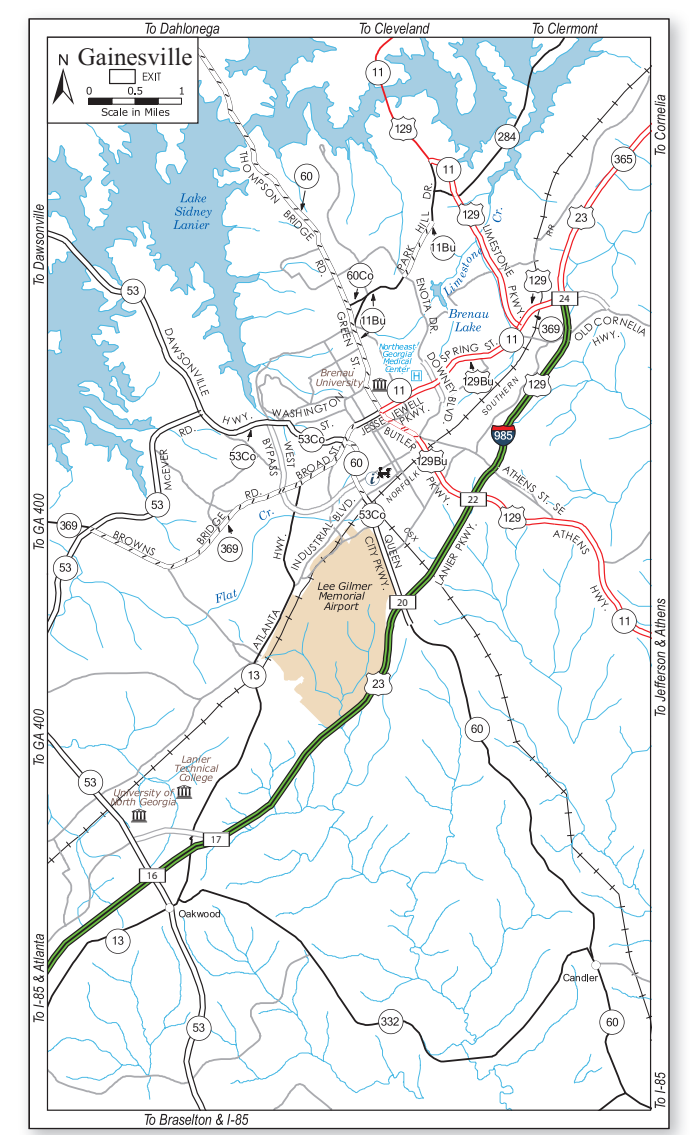 To Dahlonega
To Cleveland
To Clermont
Gainesville
N
EXIT
0 0.5 1
Scale in Miles
11
129
284
To Cornelia
365
THOMPSON
BRIDGE
RD.
60
11
129
23
RR.
Lake
Sidney
Lanier
HILL DR.
PARK
11Bu
LIMESTONE
PKWY.
Limestone
Cr.
To Dawsonville
53
60Co
11Bu
ENOTA DR.
129
24
369
OLD CORNELIA
HWY.
Brenau
Lake
GREEN ST.
11
DAWSONVILLE
HWY.
Northeast
Georgia
Medical
Center
H
SPRING ST.
Brenau
University
11
DOWNEY BLVD.
129Bu
SOUTHERN
129
WASHINGTON
ST.
JESSE JEWELL
PKWY.
BUTLER
PKWY.
985
RD.
MCEVER
53Co
53Co
BYPASS
WEST
BROAD ST.
60
i
129Bu
NORFOLK
ATHENS ST. SE
22
129
ATHENS
HWY.
11
To GA 400
369
53
BROWNS
BRIDGE
RD
369
Cr.
Flat
53
HWY.
INDUSTRIAL BLVD.
53Co
CSX
QUEEN
CITY PKWY.
LANIER PKWY.
Lee Gilmer
Memorial
Airport
20
ATLANTA
13
23
To Jefferson & Athens
60
To GA 400
53
Lanier
Technical
College
University of
North Georgia
17
16
Oakwood
13
To I-85 & Atlanta
Candler
332
53
60
To I-85
To Braselton & I-85